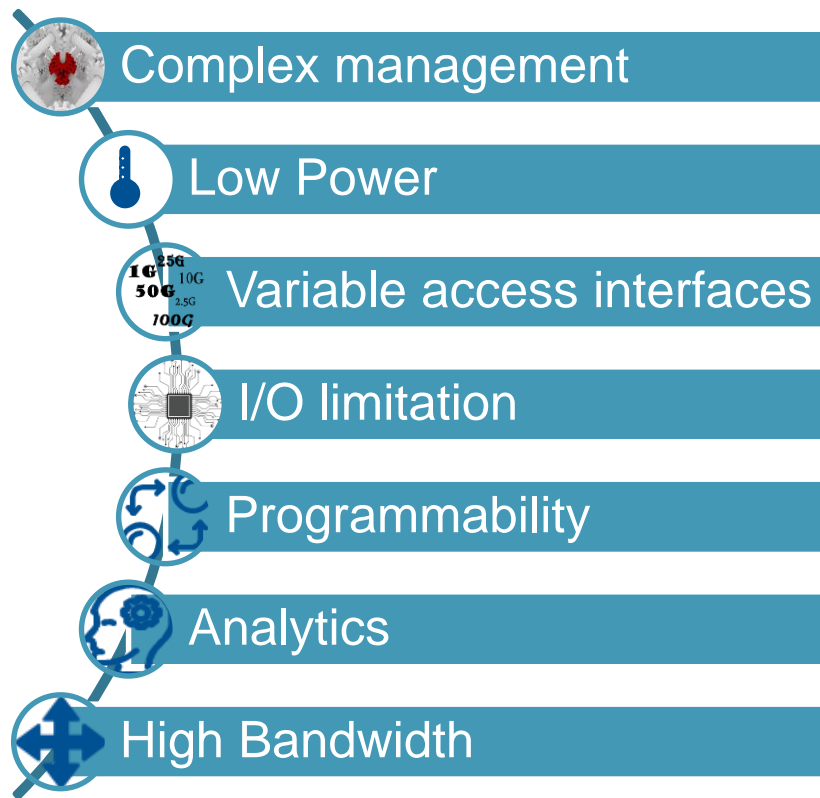 Complex management
Low Power
1G 25G
10G
50G
2.5G
100G
Variable access interfaces
I/O limitation
Programmability
Analytics
High Bandwidth